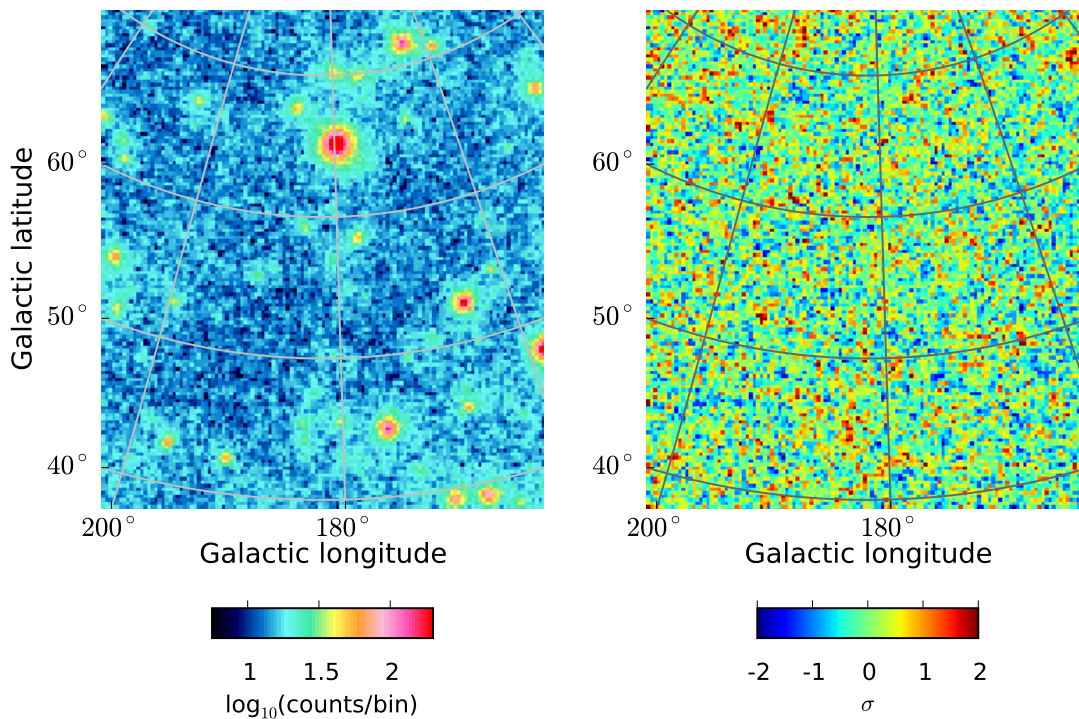 Galactic latitude
60°
50°
40°
200° 180°
Galactic longitude
1 1.5 2
log₁₀(counts/bin)
60°
50°
40°
200° 180°
Galactic longitude
-2 -1 0 1 2
σ